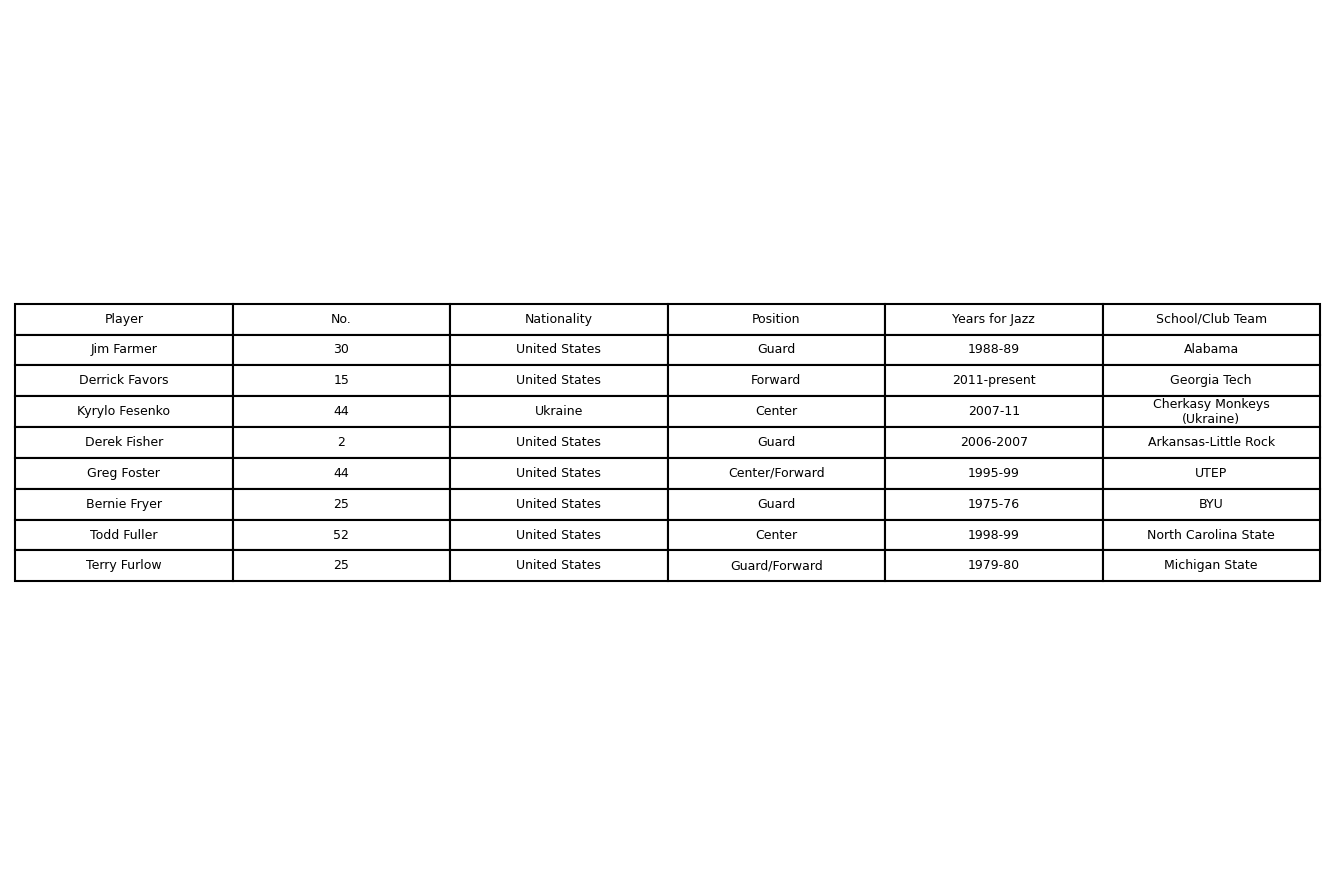 Player No. Nationality Position Years for Jazz School/Club Team
Jim Farmer 30 United States Guard 1988-89 Alabama
Derrick Favors 15 United States Forward 2011-present Georgia Tech
Kyrylo Fesenko 44 Ukraine Center 2007-11 Cherkasy Monkeys
(Ukraine)
Derek Fisher 2 United States Guard 2006-2007 Arkansas-Little Rock
Greg Foster 44 United States Center/Forward 1995-99 UTEP
Bernie Fryer 25 United States Guard 1975-76 BYU
Todd Fuller 52 United States Center 1998-99 North Carolina State
Terry Furlow 25 United States Guard/Forward 1979-80 Michigan State